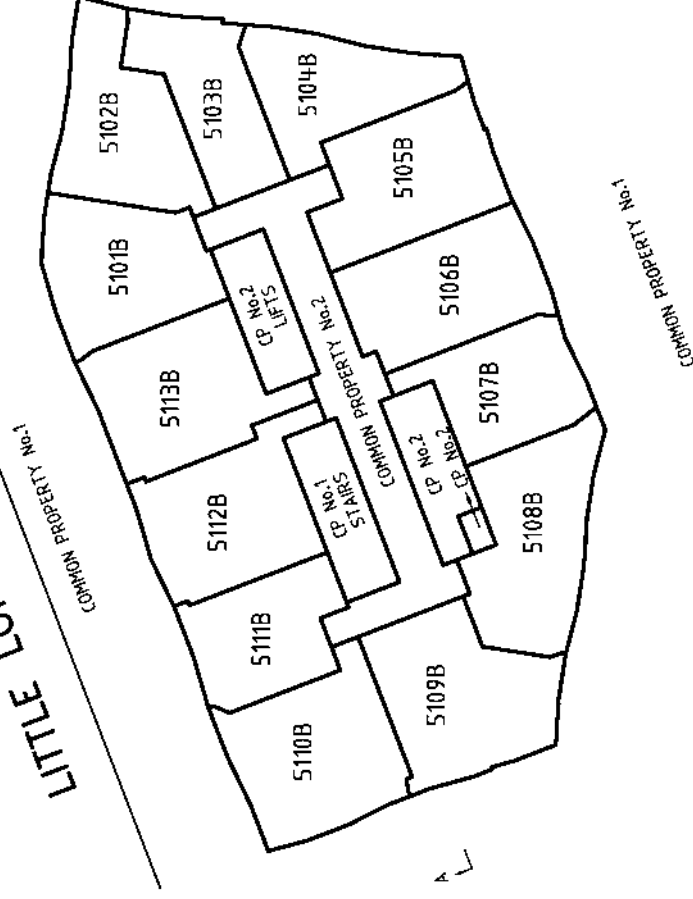 5102B
5103B
5104B
5105B
5101B
5106B
CP No.2
LIFTS
COMMON PROPERTY No.2
5113B
5107B
CP No.2
CP No.2
5112B
CP No.1
STAIRS
5108B
5111B
5109B
5110B
COMMON PROPERTY No.1
COMMON PROPERTY No.1
LITTLE
A